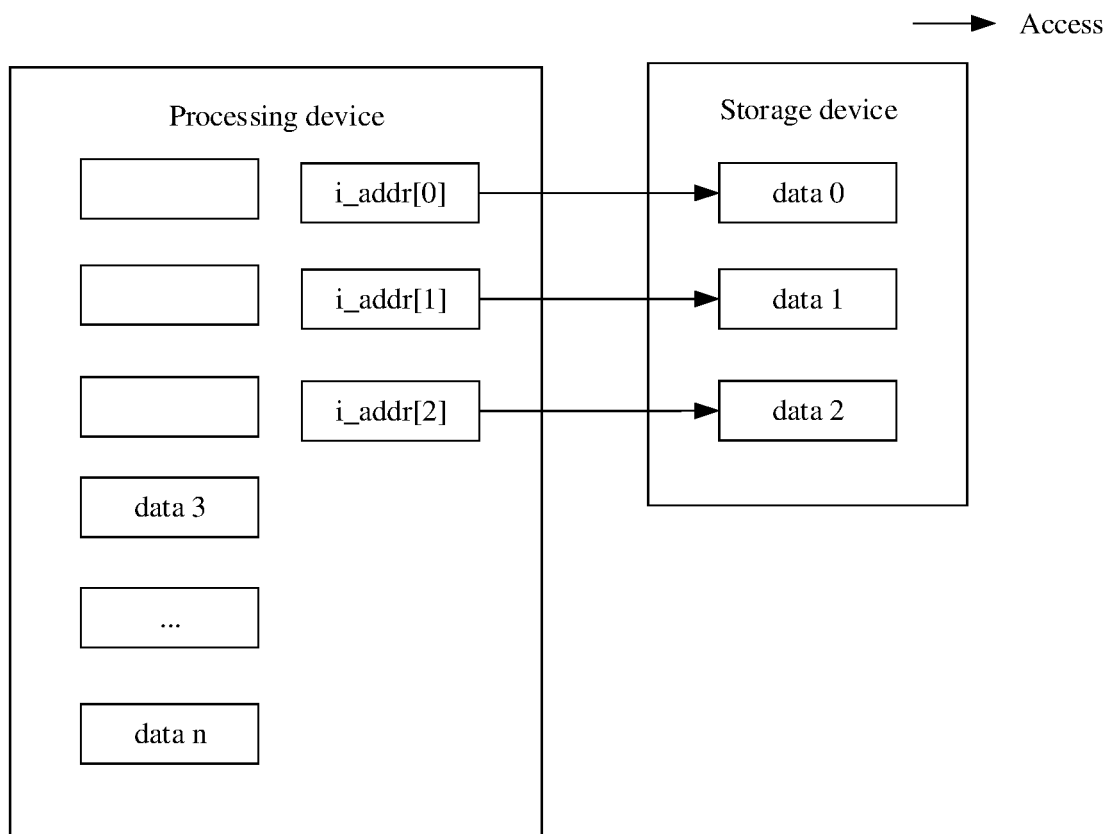 Access
Processing device
Storage device
i_addr[0]
data 0
i_addr[1]
data 1
i_addr[2]
data 2
data 3
...
data n